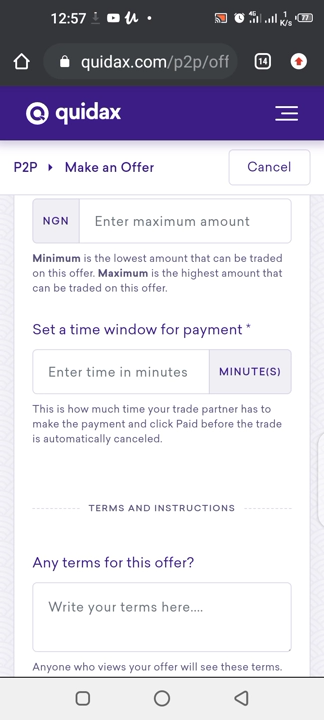 12:57
4G
1 K/s
77
quidax.com/p2p/off
14
quidax
P2P Make an Offer Cancel
NGN Enter maximum amount
Minimum is the lowest amount that can be traded
on this offer. Maximum is the highest amount that
can be traded on this offer.
Set a time window for payment *
Enter time in minutes MINUTE(S)
This is how much time your trade partner has to
make the payment and click Paid before the trade
is automatically canceled.
TERMS AND INSTRUCTIONS
Any terms for this offer?
Write your terms here....
Anyone who views your offer will see these terms.